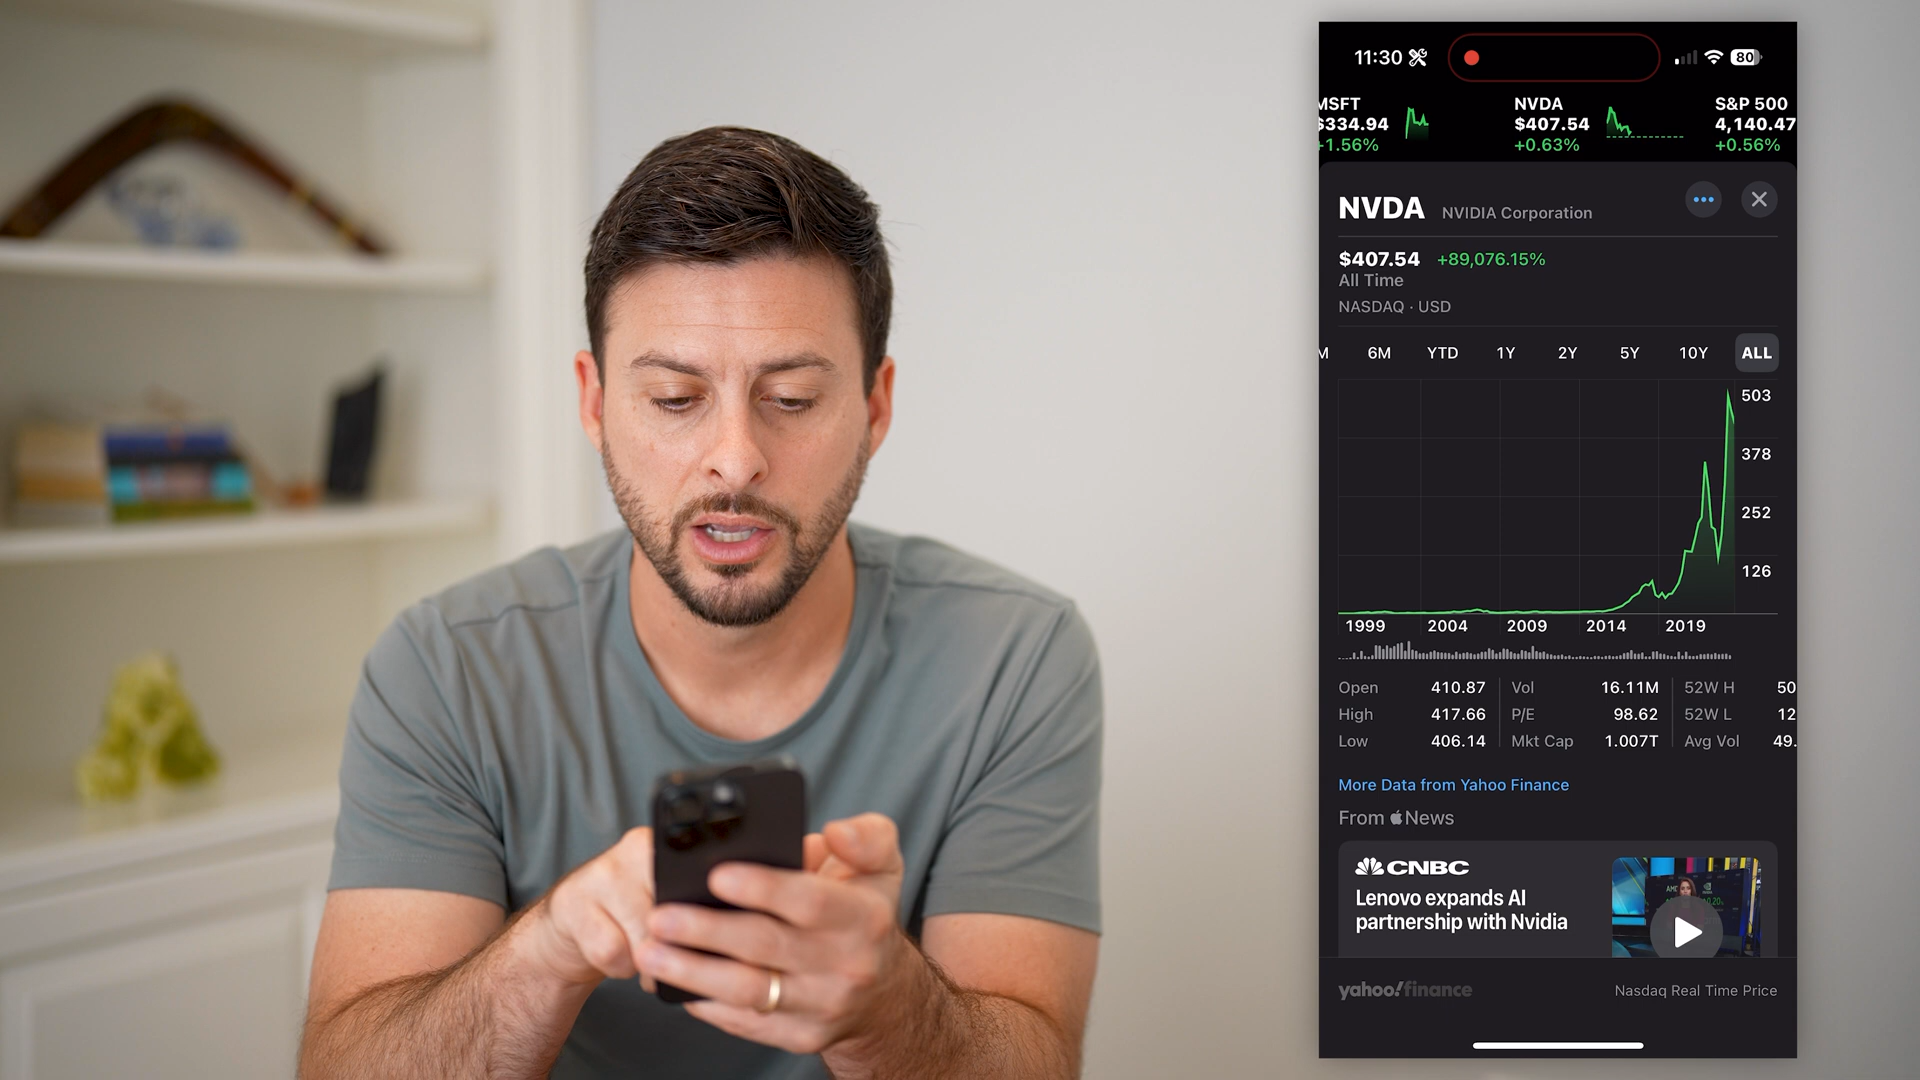 11:30
80
MSFT
$334.94
+1.56%
NVDA
$407.54
+0.63%
S&P 500
4,140.47
+0.56%
NVDA NVIDIA Corporation
$407.54 +89,076.15%
All Time
NASDAQ · USD
M 6M YTD 1Y 2Y 5Y 10Y ALL
503
378
252
126
1999 2004 2009 2014 2019
Open 410.87 Vol 16.11M 52W H 50
High 417.66 P/E 98.62 52W L 12
Low 406.14 Mkt Cap 1.007T Avg Vol 49.
More Data from Yahoo Finance
From News
CNBC
Lenovo expands AI
partnership with Nvidia
yahoo!finance Nasdaq Real Time Price